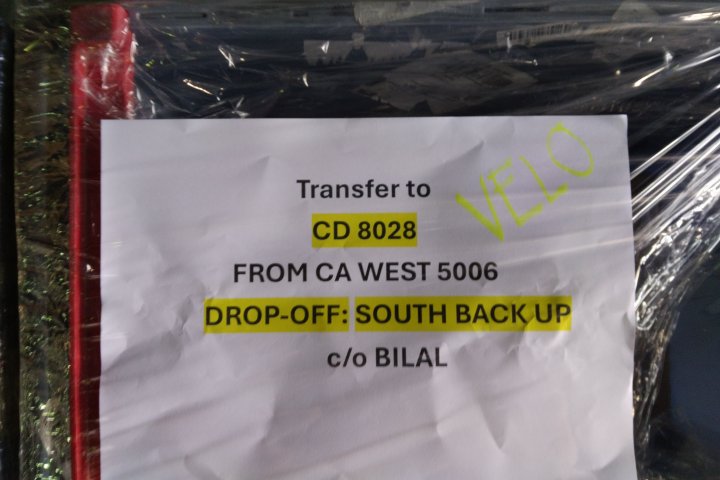 Transfer to
VELO
CD 8028
FROM CA WEST 5006
DROP-OFF: SOUTH BACK UP
c/o BILAL